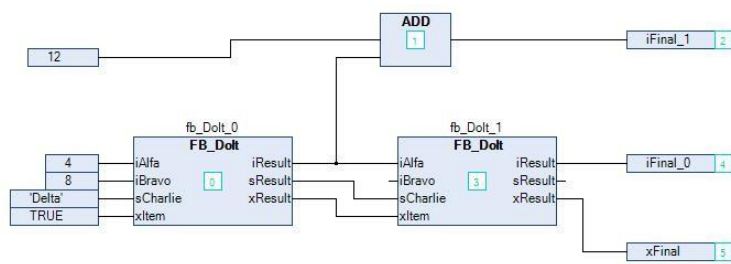 ADD
1
12
iFinal_1 2
fb_DoIt_0 fb_DoIt_1
FB_DoIt FB_DoIt
4 iAlfa iResult iAlfa iResult iFinal_0 4
8 iBravo 0 sResult iBravo 3 sResult
'Delta' sCharlie xResult sCharlie xResult
TRUE xItem xItem
xFinal 5